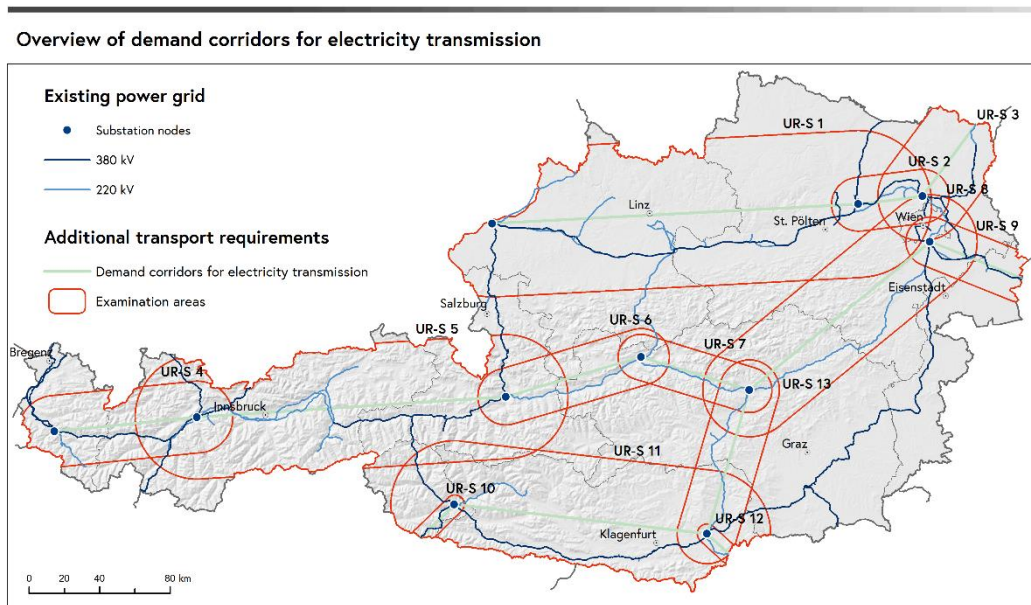 Overview of demand corridors for electricity transmission
Existing power grid
Substation nodes
380 kV
220 kV
Additional transport requirements
Demand corridors for electricity transmission
Examination areas
UR-S 1
UR-S 3
UR-S 2
UR-S 8
Linz
St. Pölten
Wien
UR-S 9
Eisenstadt
Salzburg
UR-S 5
UR-S 6
UR-S 7
Bregenz
UR-S 4
UR-S 13
Innsbruck
Graz
UR-S 11
UR-S 10
UR-S 12
Klagenfurt
0 20 40 80 km